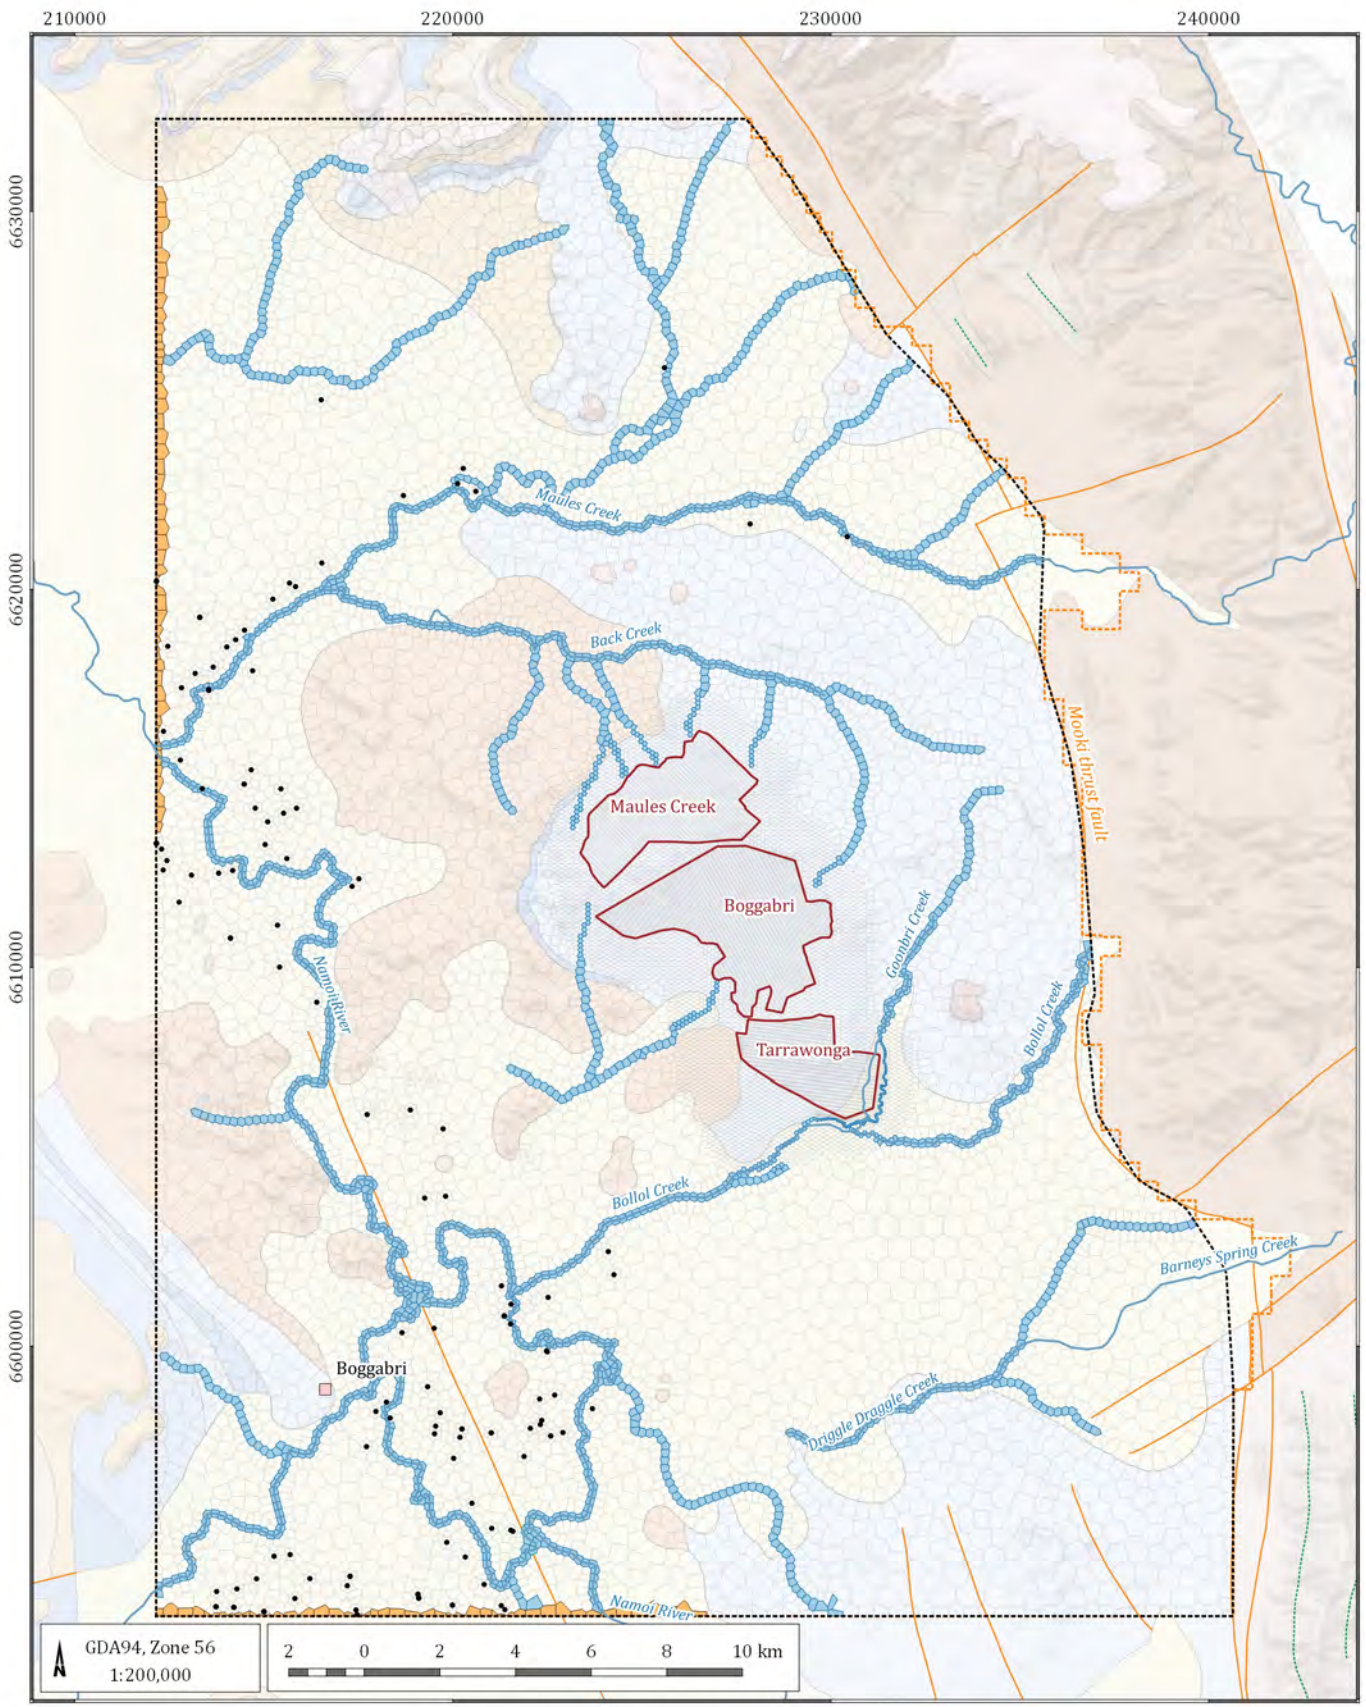 210000 220000 230000 240000
6630000
6620000
6610000
6600000
Maules Creek
Back Creek
Mooki thrust fault
Maules Creek
Boggabri
Goonbri Creek
Namoi River
Bollol Creek
Tarrawonga
Bollol Creek
Barneys Spring Creek
Boggabri
Driggle Draggle Creek
Namoi River
GDA94, Zone 56
1:200,000
2 0 2 4 6 8 10 km